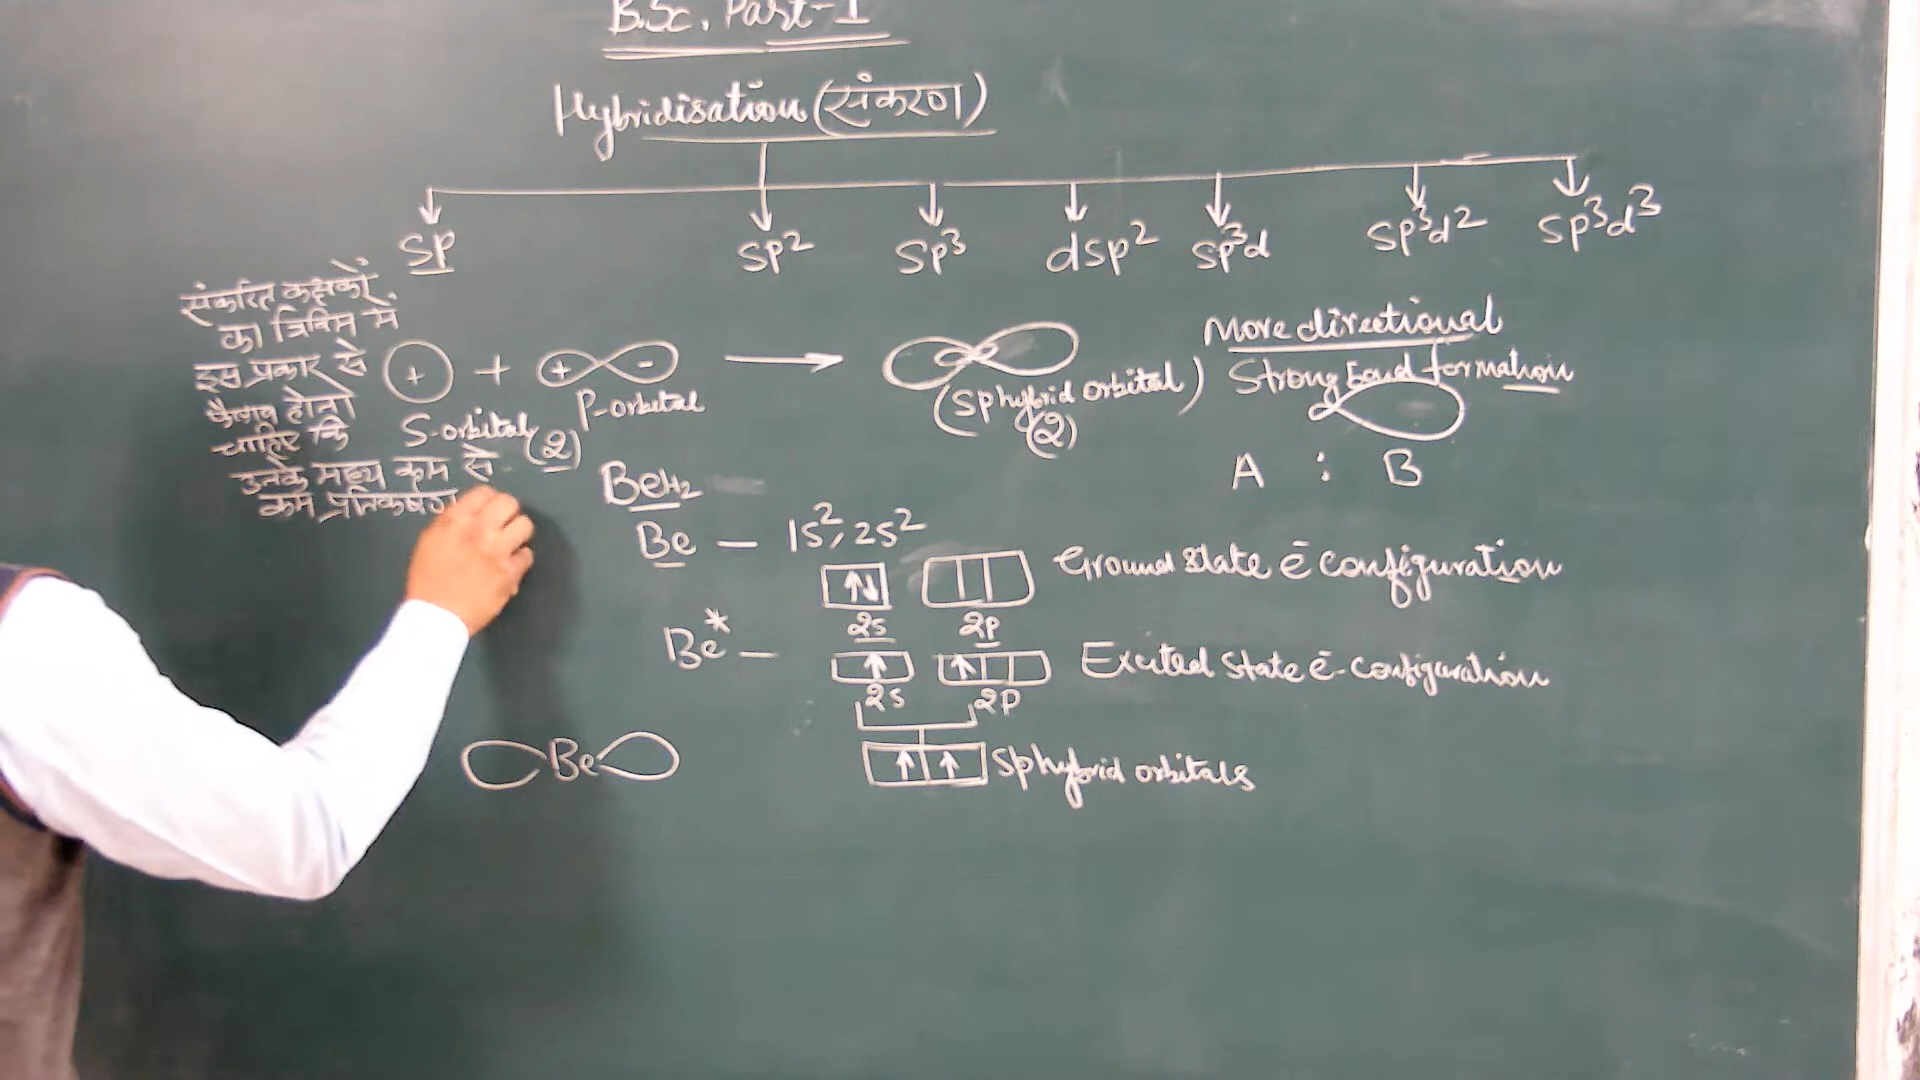 B.Sc. Part-I
Hybridisation (संकरण)
sp
sp²
sp³
dsp²
sp³d
sp³d²
sp³d³
संकरित कक्षकों
का त्रिविम में
इस प्रकार से
फैलाव होना
चाहिए कि
उनके मध्य कम से
कम प्रतिकर्षण
+ + + -
S-orbital
P-orbital
(2)
(sp hybrid orbital)
(2)
More directional
Strong bond formation
A : B
BeH₂
Be — 1s², 2s²
↑↓
2s 2p
Ground state ē configuration
Be* —
↑ ↑
2s 2p
Excited state ē-configuration
↑ ↑ sp hybrid orbitals
Be